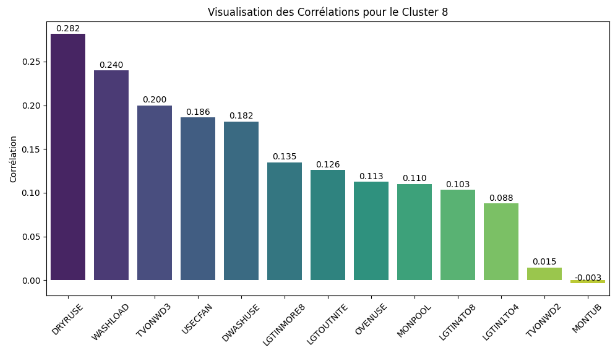 Visualisation des Corrélations pour le Cluster 8
Corrélation
0.25
0.20
0.15
0.10
0.05
0.00
0.282
0.240
0.200
0.186
0.182
0.135
0.126
0.113
0.110
0.103
0.088
0.015
-0.003
DRYRUSE
WASHLOAD
TVONWD3
USECFAN
DWASHUSE
LGTINMORE8
LGTOUTNITE
OVENUSE
MONPOOL
LGTIN4TO8
LGTIN1TO4
TVONWD2
MONTUB